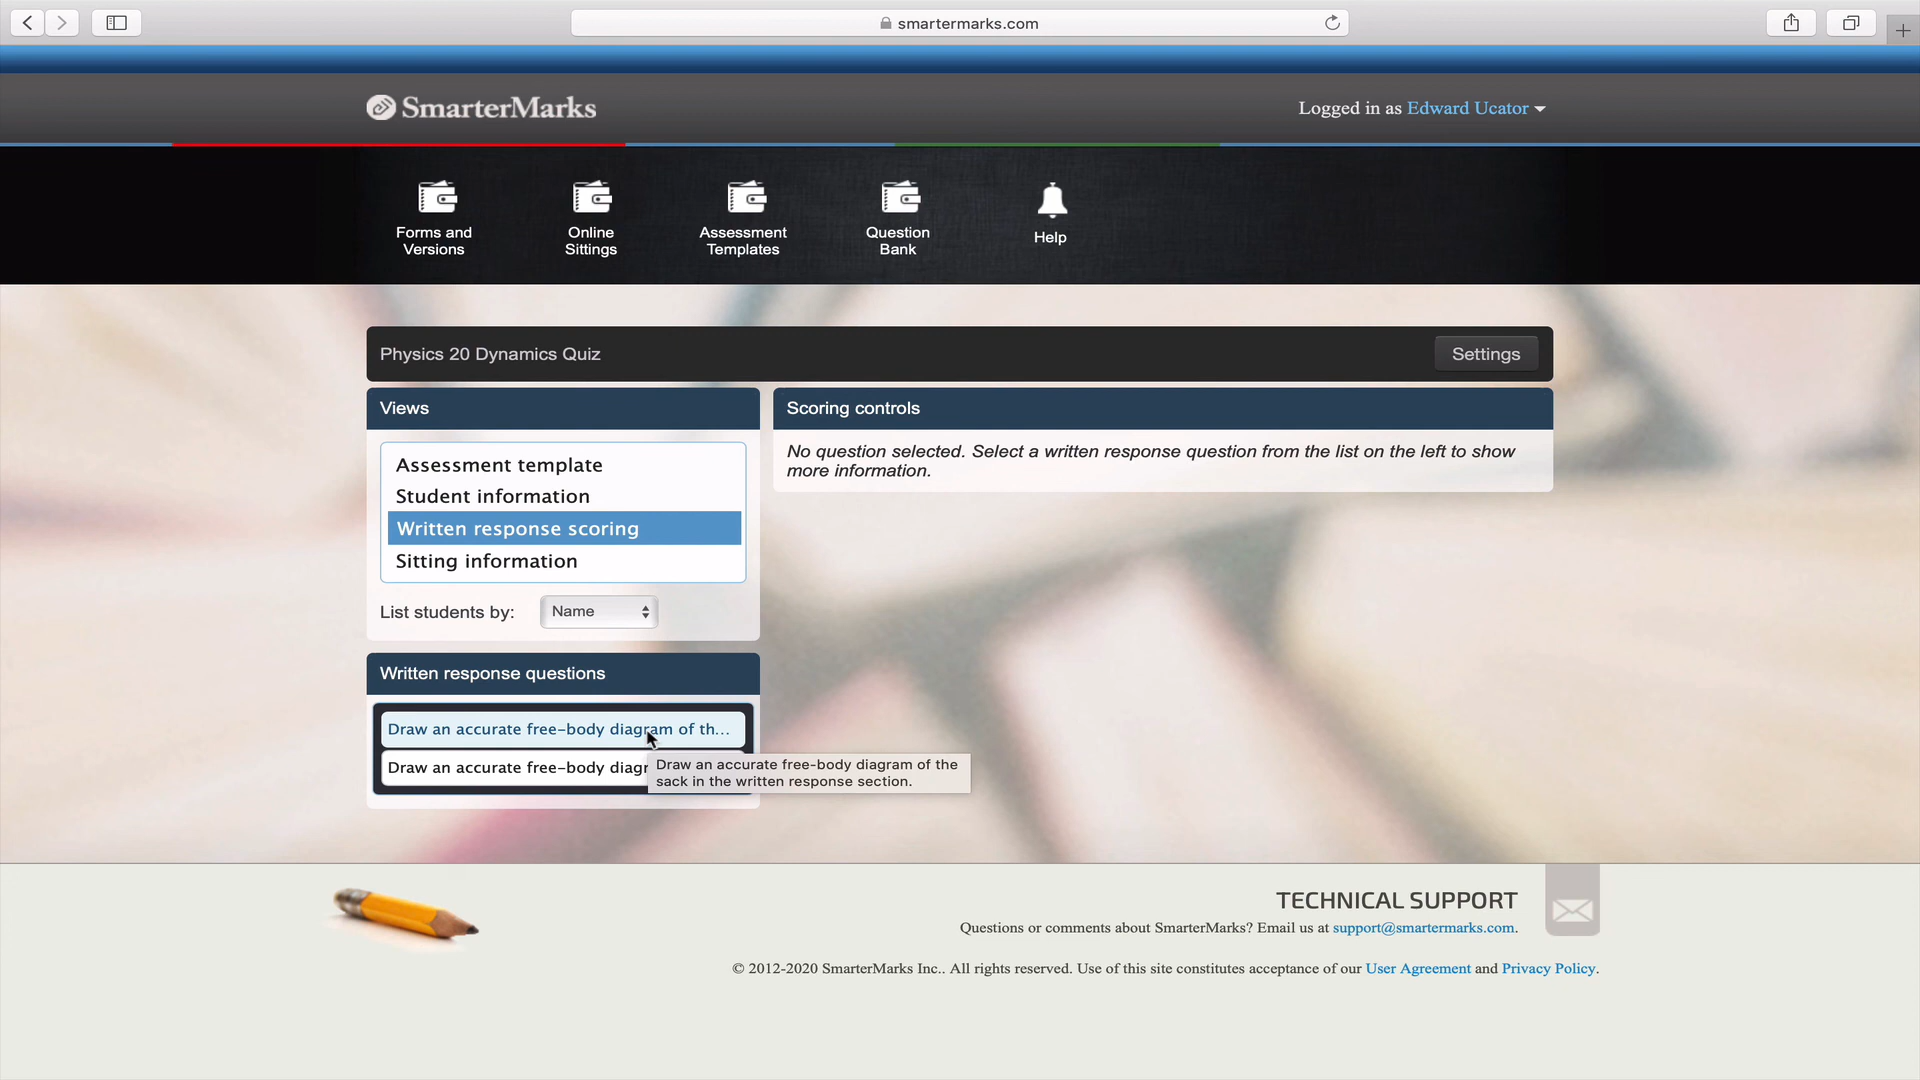 smartermarks.com
SmarterMarks
Logged in as Edward Ucator
Forms and
Versions
Online
Sittings
Assessment
Templates
Question
Bank
Help
Physics 20 Dynamics Quiz
Settings
Views
Assessment template
Student information
Written response scoring
Sitting information
List students by:
Name
Scoring controls
No question selected. Select a written response question from the list on the left to show
more information.
Written response questions
Draw an accurate free-body diagram of th...
Draw an accurate free-body diagr
Draw an accurate free-body diagram of the
sack in the written response section.
TECHNICAL SUPPORT
Questions or comments about SmarterMarks? Email us at support@smartermarks.com.
© 2012-2020 SmarterMarks Inc.. All rights reserved. Use of this site constitutes acceptance of our User Agreement and Privacy Policy.